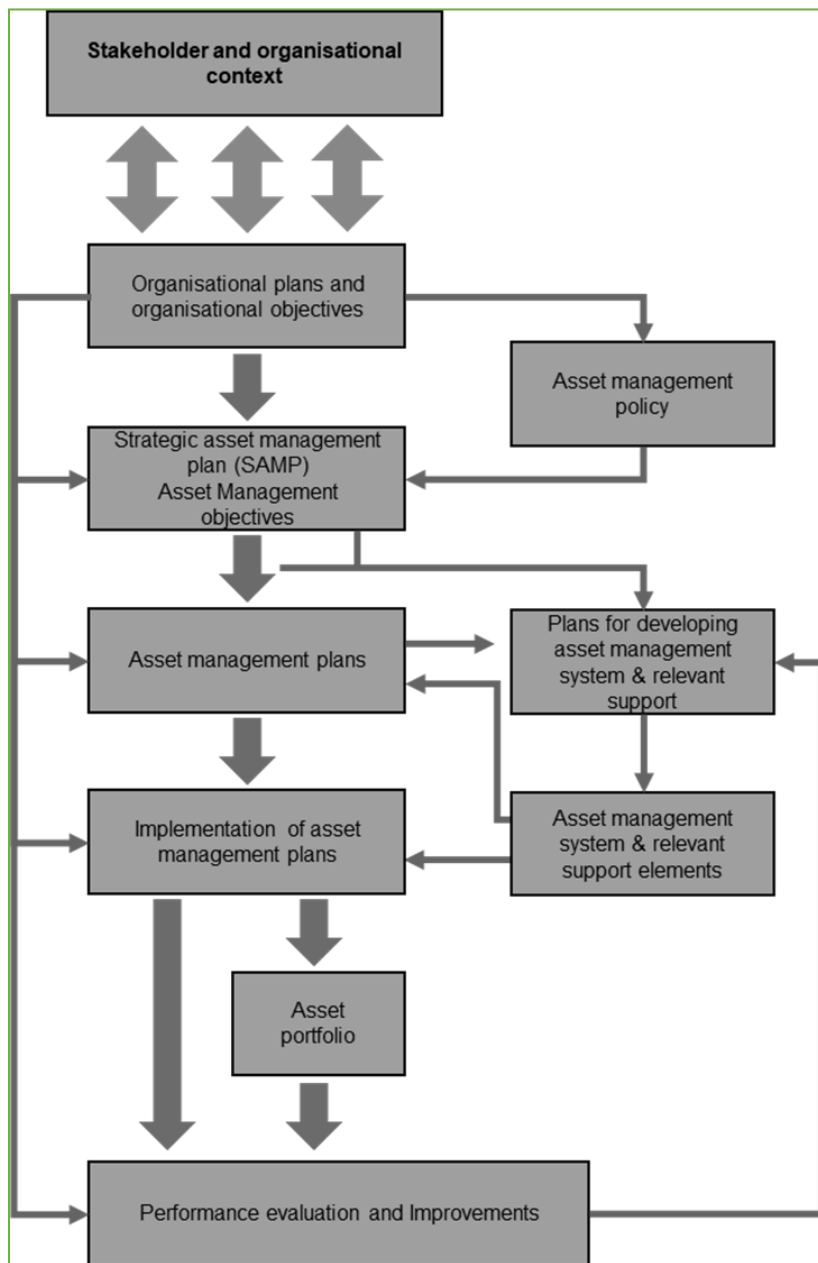 Stakeholder and organisational
context
Organisational plans and
organisational objectives
Asset management
policy
Strategic asset management
plan (SAMP)
Asset Management
objectives
Asset management plans
Plans for developing
asset management
system & relevant
support
Implementation of asset
management plans
Asset management
system & relevant
support elements
Asset
portfolio
Performance evaluation and Improvements